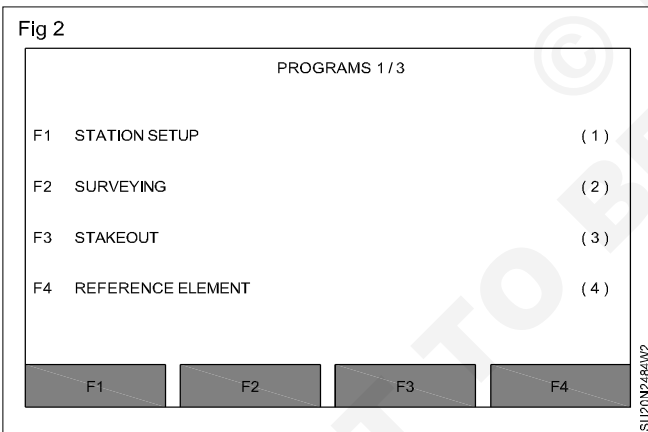 Fig 2
PROGRAMS 1 / 3
F1 STATION SETUP ( 1 )
F2 SURVEYING ( 2 )
F3 STAKEOUT ( 3 )
F4 REFERENCE ELEMENT ( 4 )
F1 F2 F3 F4
SU20N2484W2
©
TO